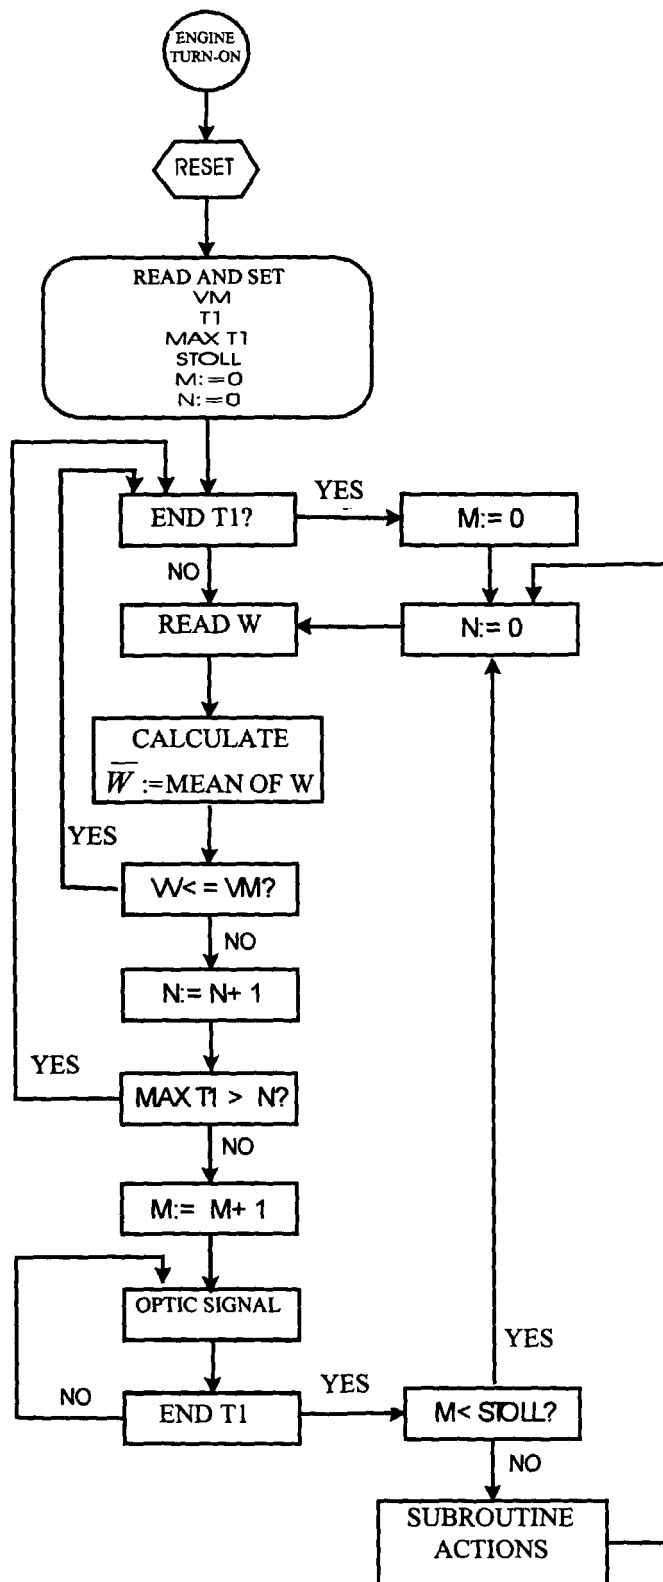 ENGINE
TURN-ON
RESET
READ AND SET
VM
T1
MAX T1
STOLL
M:=0
N:=0
END T1?
YES
M:= 0
NO
READ W
N:= 0
CALCULATE
W̅ :=MEAN OF W
YES
W< = VM?
NO
N:= N+ 1
YES
MAX T1 > N?
NO
M:= M+ 1
OPTIC SIGNAL
YES
NO
END T1
YES
M< STOLL?
NO
SUBROUTINE
ACTIONS